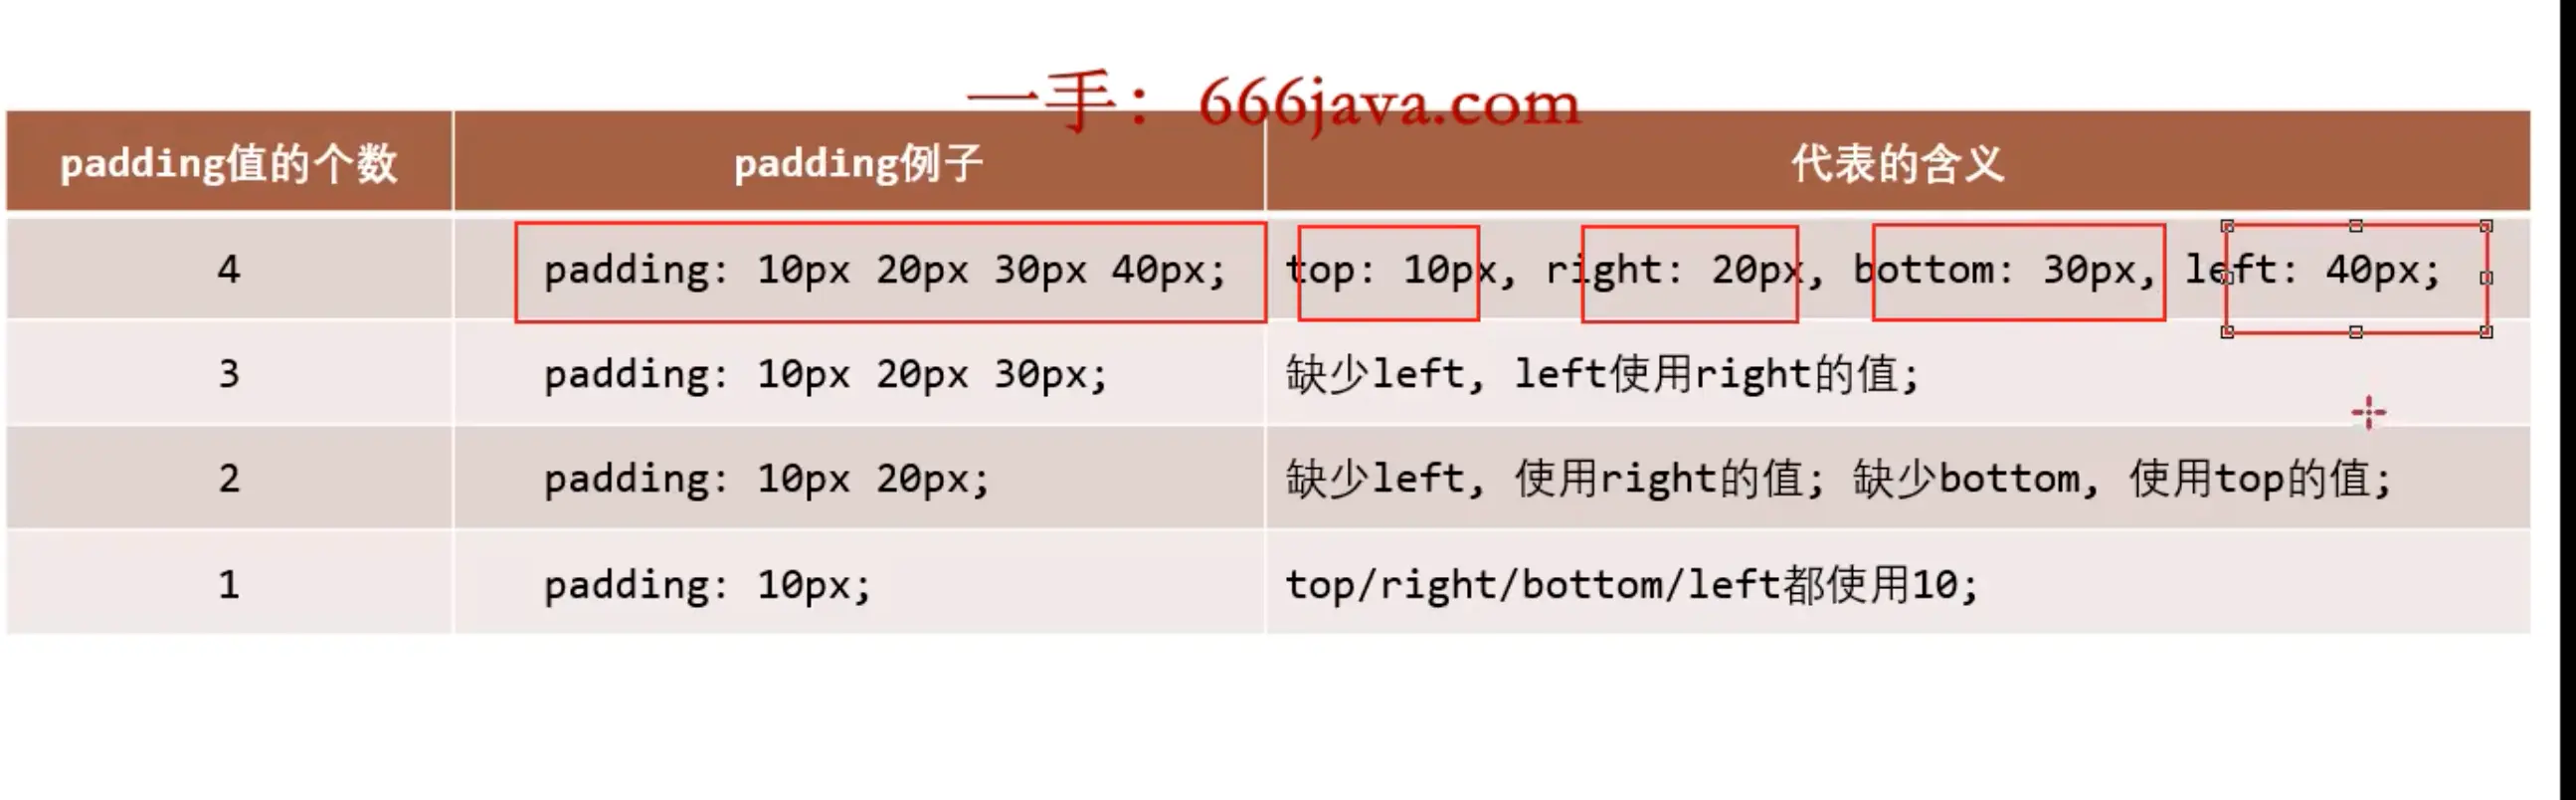 一手：666java.com
padding值的个数 padding例子 代表的含义
4 padding: 10px 20px 30px 40px; top: 10px, right: 20px, bottom: 30px, left: 40px;
3 padding: 10px 20px 30px; 缺少left, left使用right的值;
2 padding: 10px 20px; 缺少left, 使用right的值; 缺少bottom, 使用top的值;
1 padding: 10px; top/right/bottom/left都使用10;